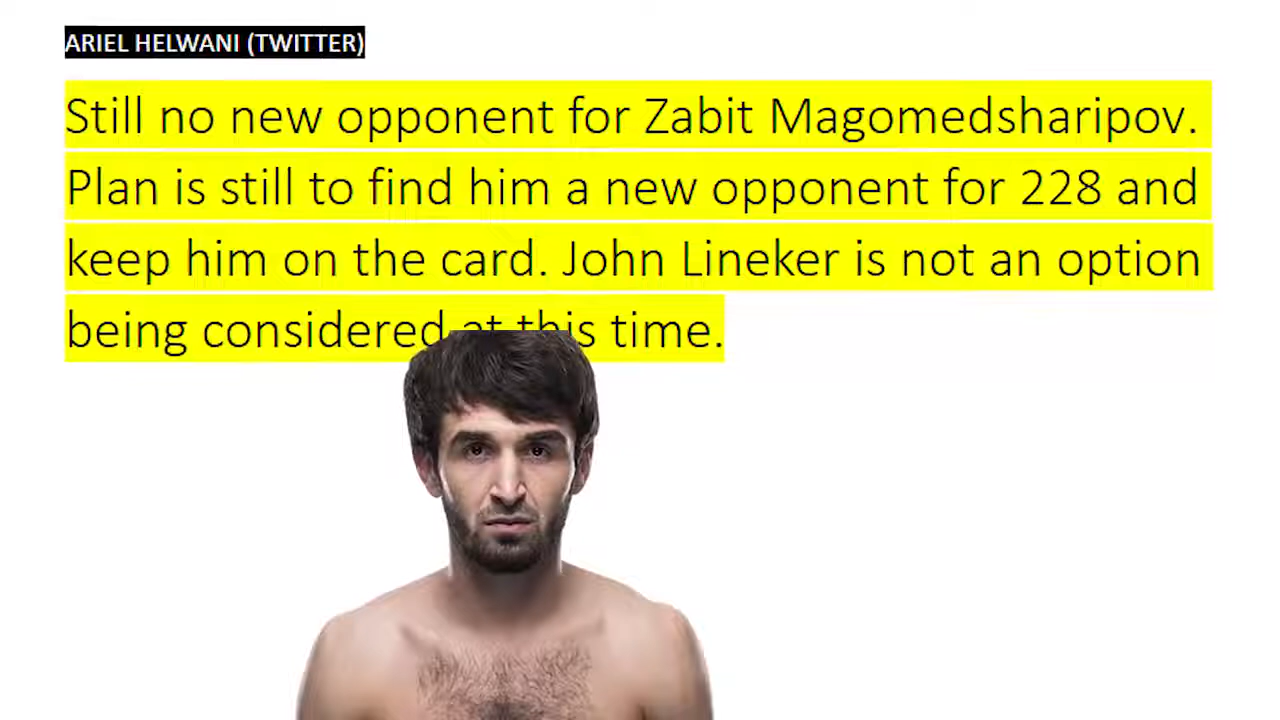 ARIEL HELWANI (TWITTER)
Still no new opponent for Zabit Magomedsharipov.
Plan is still to find him a new opponent for 228 and
keep him on the card. John Lineker is not an option
being considered at this time.